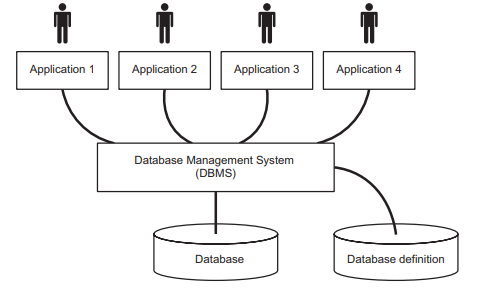 Application 1
Application 2
Application 3
Application 4
Database Management System
(DBMS)
Database
Database definition